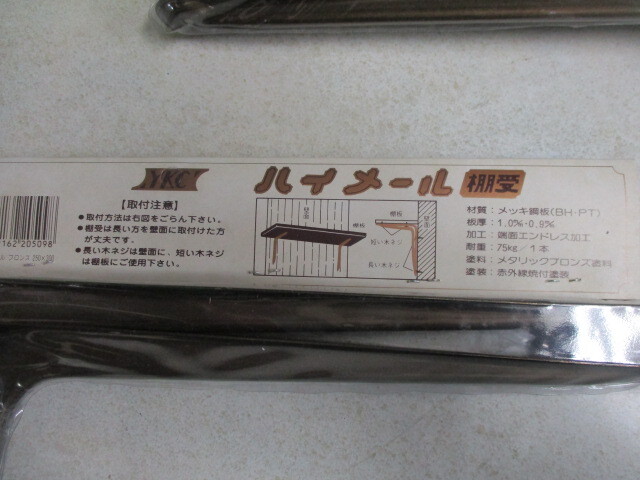 YKC
ハイメール 棚受
【取付注意】
●取付方法は右図をごらん下さい。
●棚受は長い方を壁面に取付けた方が丈夫です。
●長い木ネジは壁面に、短い木ネジは棚板にご使用下さい。
162205098
棚板
壁面
棚板
壁面
短い木ネジ
長い木ネジ
材質：メッキ鋼板(BH・PT)
板厚：1.0%・0.9%
加工：端面エンドレス加工
耐重：75kg／1本
塗料：メタリックブロンズ塗料
塗装：赤外線焼付塗装